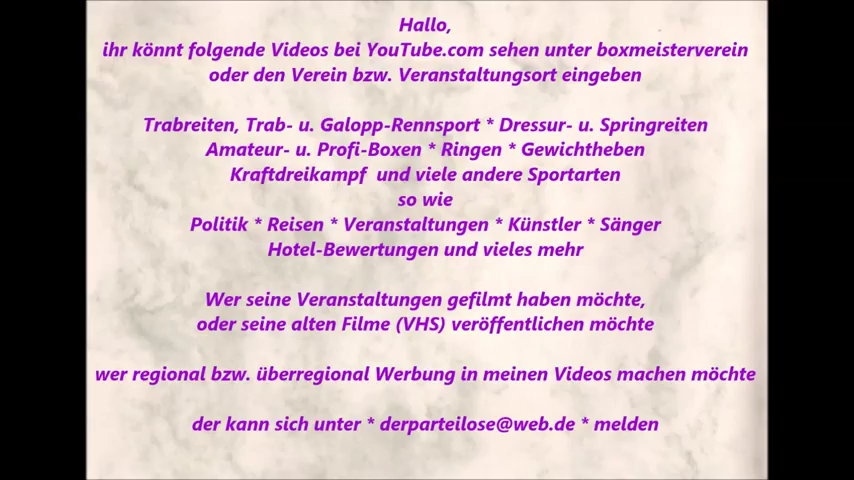 Hallo,
ihr könnt folgende Videos bei YouTube.com sehen unter boxmeisterverein
oder den Verein bzw. Veranstaltungsort eingeben
Trabreiten, Trab- u. Galopp-Rennsport * Dressur- u. Springreiten
Amateur- u. Profi-Boxen * Ringen * Gewichtheben
Kraftdreikampf und viele andere Sportarten
so wie
Politik * Reisen * Veranstaltungen * Künstler * Sänger
Hotel-Bewertungen und vieles mehr
Wer seine Veranstaltungen gefilmt haben möchte,
oder seine alten Filme (VHS) veröffentlichen möchte
wer regional bzw. überregional Werbung in meinen Videos machen möchte
der kann sich unter * derparteilose@web.de * melden